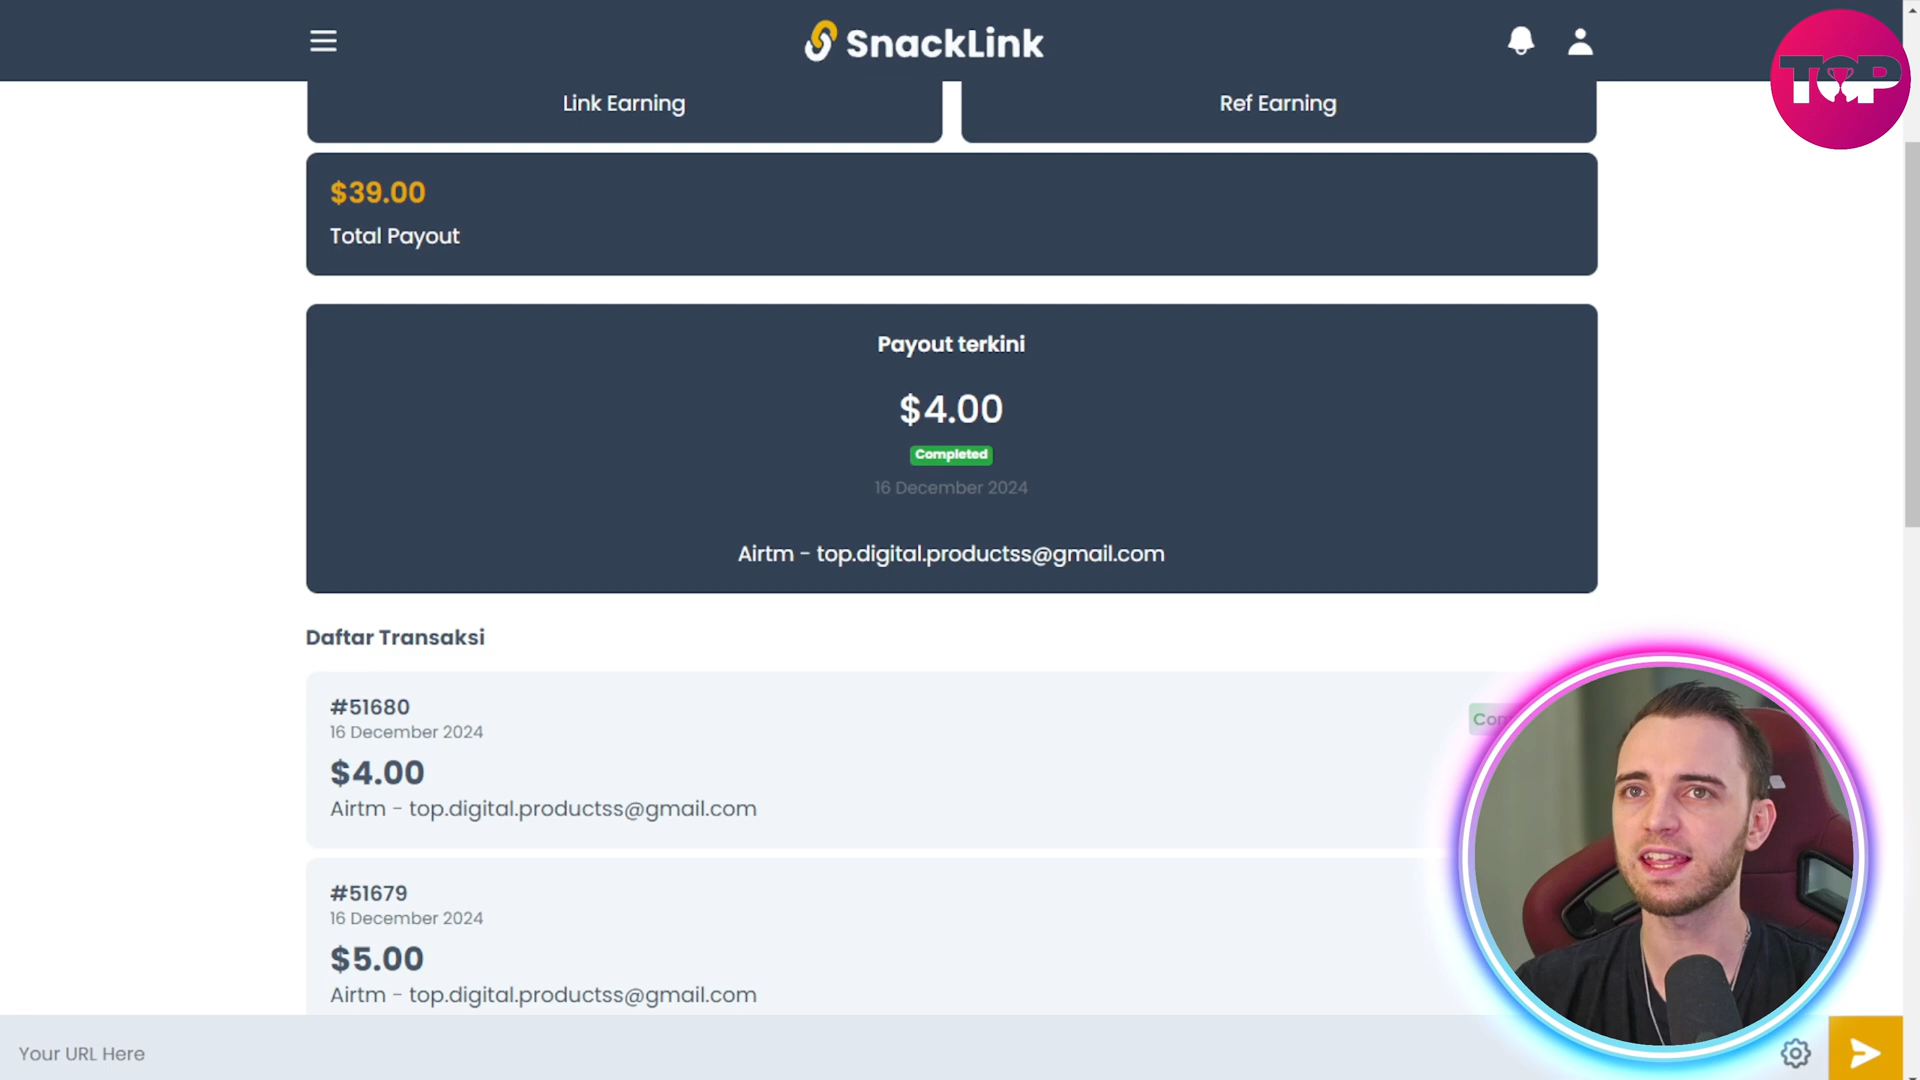 SnackLink
TOP
Link Earning
Ref Earning
$39.00
Total Payout
Payout terkini
$4.00
Completed
16 December 2024
Airtm - top.digital.productss@gmail.com
Daftar Transaksi
#51680
16 December 2024
$4.00
Airtm - top.digital.productss@gmail.com
#51679
16 December 2024
$5.00
Airtm - top.digital.productss@gmail.com
Your URL Here